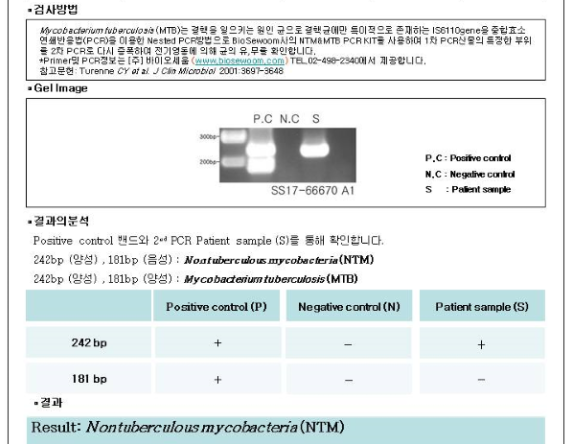 ▪검사방법
Mycobacterium tuberculosis(MTB)는 결핵을 일으키는 원인 균으로 결핵균에만 특이적으로 존재하는 IS6110gene을 중합효소
연쇄반응법(PCR)을 이용한 Nested PCR방법으로 BioSewoom사의 NTM&MTB PCR KIT를 사용하여 1차 PCR산물의 특정한 부위
를 2차 PCR로 다시 증폭하여 전기영동에 의해 균의 유,무를 확인합니다.
*Primer및 PCR정보는 [주] 바이오세움 (www.biosewoom.com) TEL.02-498-2340에서 제공합니다.
참고문헌: Turenne CY et al. J Clin Microbiol 2001:3697-3648
▪Gel Image
P.C N.C S
300bp-
200bp-
SS17-66670 A1
P.C : Positive control
N.C : Negative control
S : Patient sample
▪결과의분석
Positive control 밴드와 2nd PCR Patient sample (S)를 통해 확인합니다.
242bp (양성) , 181bp (음성) : Nontuberculous mycobacteria (NTM)
242bp (양성) , 181bp (양성) : Mycobacterium tuberculosis (MTB)
Positive control (P) Negative control (N) Patient sample (S)
242 bp + − +
181 bp + − −
▪결과
Result: Nontuberculous mycobacteria (NTM)